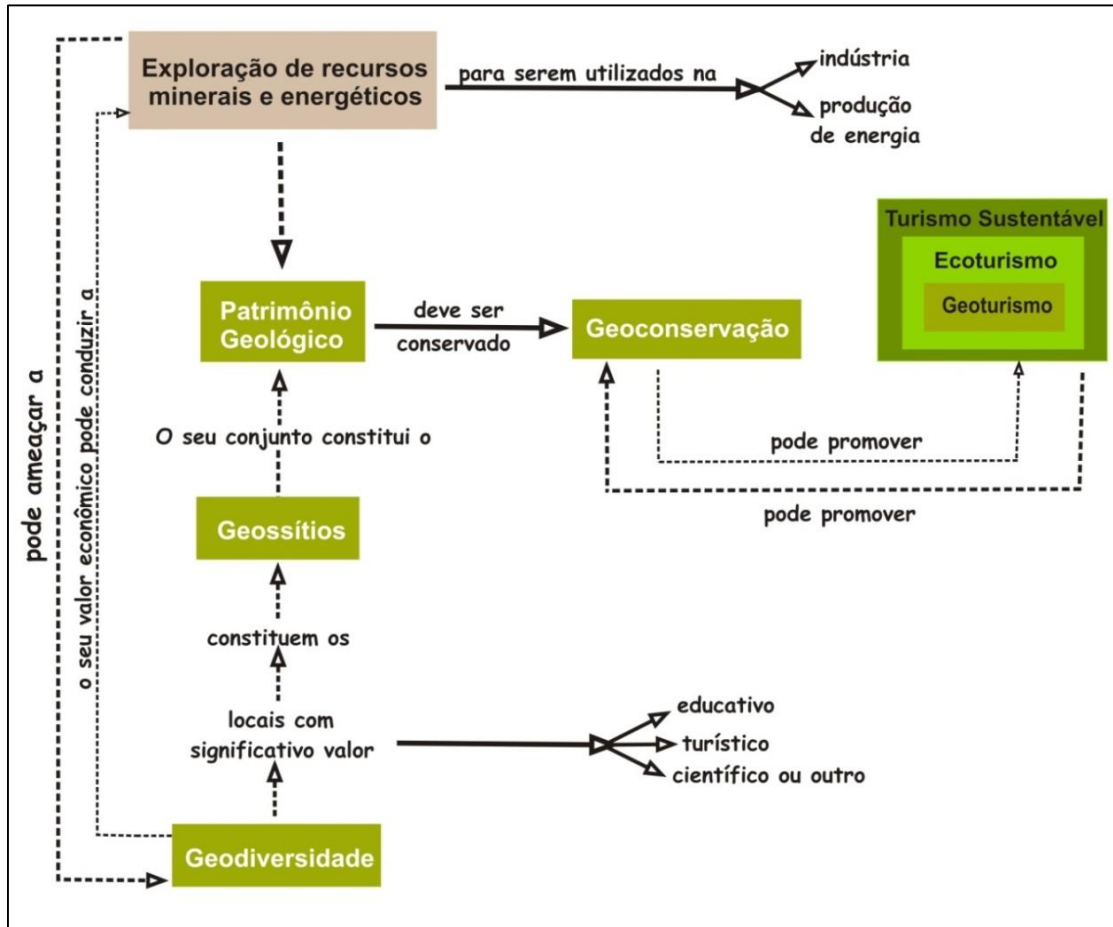 Exploração de recursos
minerais e energéticos
para serem utilizados na
indústria
produção
de energia
Turismo Sustentável
Ecoturismo
Geoturismo
Patrimônio
Geológico
deve ser
conservado
Geoconservação
pode ameaçar a
o seu valor econômico pode conduzir a
O seu conjunto constitui o
pode promover
pode promover
Geossítios
constituem os
locais com
significativo valor
educativo
turístico
científico ou outro
Geodiversidade